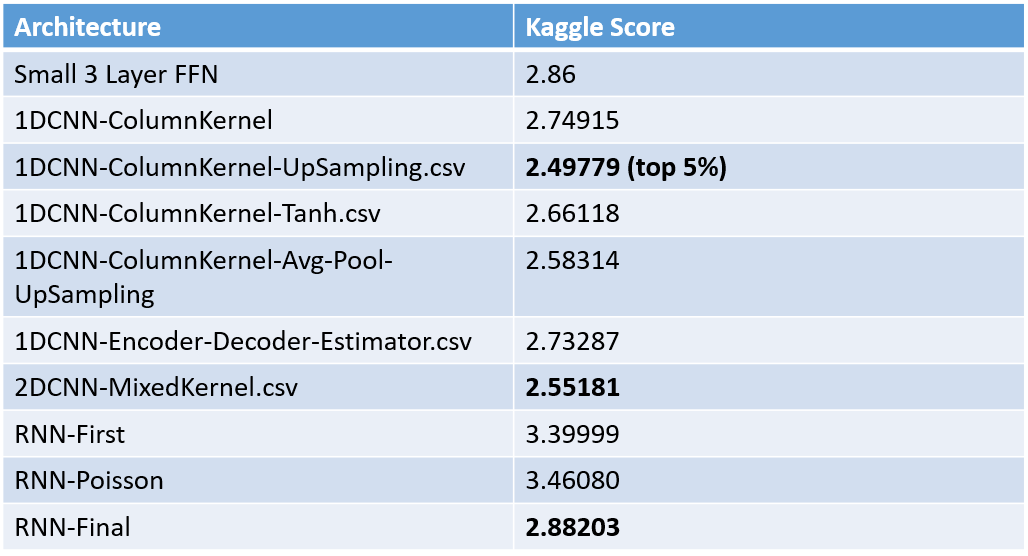 Architecture Kaggle Score
Small 3 Layer FFN 2.86
1DCNN-ColumnKernel 2.74915
1DCNN-ColumnKernel-UpSampling.csv 2.49779 (top 5%)
1DCNN-ColumnKernel-Tanh.csv 2.66118
1DCNN-ColumnKernel-Avg-Pool- 2.58314
UpSampling
1DCNN-Encoder-Decoder-Estimator.csv 2.73287
2DCNN-MixedKernel.csv 2.55181
RNN-First 3.39999
RNN-Poisson 3.46080
RNN-Final 2.88203